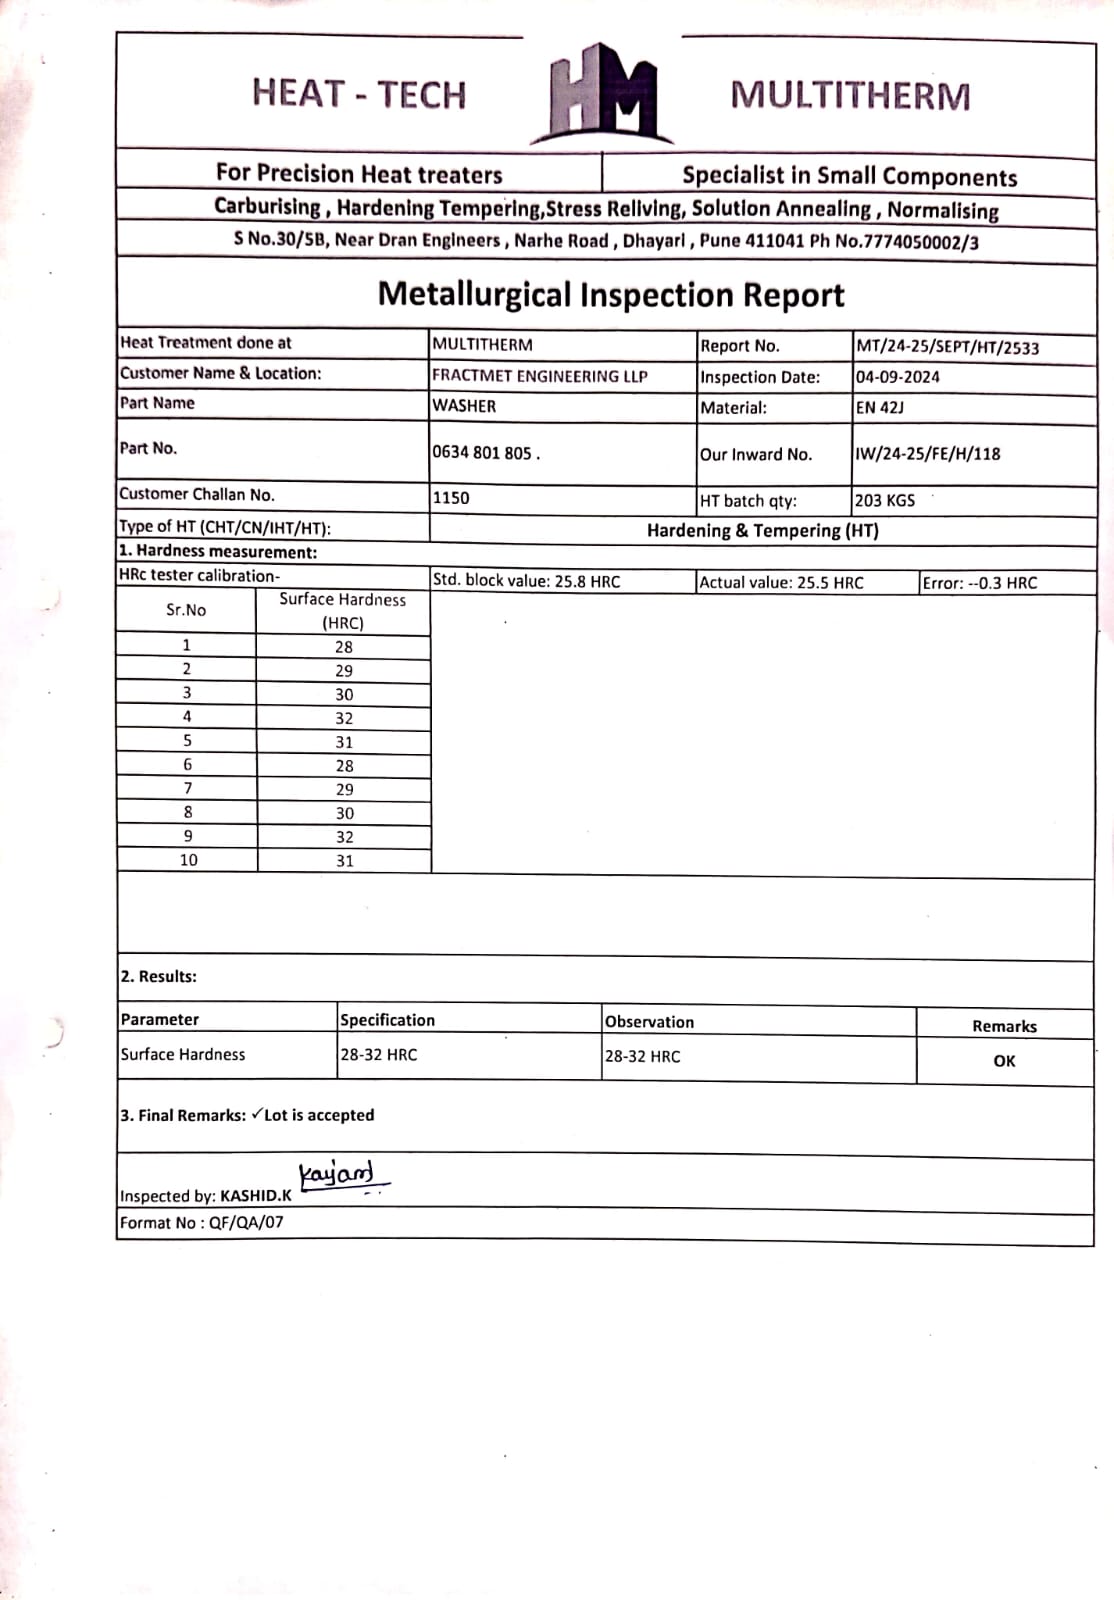 HEAT - TECH HM MULTITHERM
For Precision Heat treaters Specialist in Small Components
Carburising , Hardening Tempering,Stress Reliving, Solution Annealing , Normalising
S No.30/5B, Near Dran Engineers , Narhe Road , Dhayari , Pune 411041 Ph No.7774050002/3
Metallurgical Inspection Report
Heat Treatment done at MULTITHERM Report No. MT/24-25/SEPT/HT/2533
Customer Name & Location: FRACTMET ENGINEERING LLP Inspection Date: 04-09-2024
Part Name WASHER Material: EN 42J
Part No. 0634 801 805 . Our Inward No. IW/24-25/FE/H/118
Customer Challan No. 1150 HT batch qty: 203 KGS
Type of HT (CHT/CN/IHT/HT): Hardening & Tempering (HT)
1. Hardness measurement:
HRc tester calibration- Std. block value: 25.8 HRC Actual value: 25.5 HRC Error: --0.3 HRC
Sr.No Surface Hardness
(HRC)
1 28
2 29
3 30
4 32
5 31
6 28
7 29
8 30
9 32
10 31
2. Results:
Parameter Specification Observation Remarks
Surface Hardness 28-32 HRC 28-32 HRC OK
3. Final Remarks: ✓Lot is accepted
Inspected by: KASHID.K
Format No : QF/QA/07